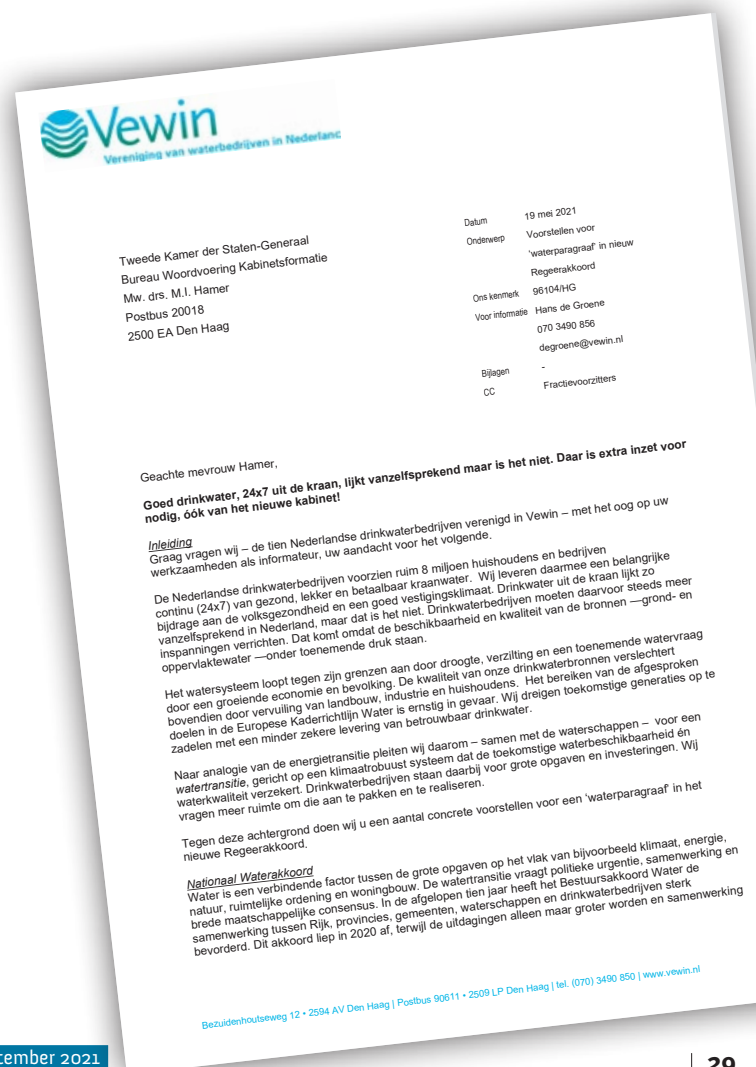 Vewin
Vereniging van waterbedrijven in Nederland
Tweede Kamer der Staten-Generaal
Bureau Woordvoering Kabinetsformatie
Mw. drs. M.I. Hamer
Postbus 20018
2500 EA Den Haag
Datum 19 mei 2021
Onderwerp Voorstellen voor
'waterparagraaf' in nieuw
Regeerakkoord
Ons kenmerk 96104/HG
Voor informatie Hans de Groene
070 3490 856
degroene@vewin.nl
Bijlagen -
CC Fractievoorzitters
Geachte mevrouw Hamer,
Goed drinkwater, 24x7 uit de kraan, lijkt vanzelfsprekend maar is het niet. Daar is extra inzet voor
nodig, óók van het nieuwe kabinet!
Inleiding
Graag vragen wij – de tien Nederlandse drinkwaterbedrijven verenigd in Vewin – met het oog op uw
werkzaamheden als informateur, uw aandacht voor het volgende.
De Nederlandse drinkwaterbedrijven voorzien ruim 8 miljoen huishoudens en bedrijven
continu (24x7) van gezond, lekker en betaalbaar kraanwater. Wij leveren daarmee een belangrijke
bijdrage aan de volksgezondheid en een goed vestigingsklimaat. Drinkwater uit de kraan lijkt zo
vanzelfsprekend in Nederland, maar dat is het niet. Drinkwaterbedrijven moeten daarvoor steeds meer
inspanningen verrichten. Dat komt omdat de beschikbaarheid en kwaliteit van de bronnen —grond- en
oppervlaktewater —onder toenemende druk staan.
Het watersysteem loopt tegen zijn grenzen aan door droogte, verzilting en een toenemende watervraag
door een groeiende economie en bevolking. De kwaliteit van onze drinkwaterbronnen verslechtert
bovendien door vervuiling van landbouw, industrie en huishoudens. Het bereiken van de afgesproken
doelen in de Europese Kaderrichtlijn Water is ernstig in gevaar. Wij dreigen toekomstige generaties op te
zadelen met een minder zekere levering van betrouwbaar drinkwater.
Naar analogie van de energietransitie pleiten wij daarom – samen met de waterschappen – voor een
watertransitie, gericht op een klimaatrobuust systeem dat de toekomstige waterbeschikbaarheid én
waterkwaliteit verzekert. Drinkwaterbedrijven staan daarbij voor grote opgaven en investeringen. Wij
vragen meer ruimte om die aan te pakken en te realiseren.
Tegen deze achtergrond doen wij u een aantal concrete voorstellen voor een 'waterparagraaf' in het
nieuwe Regeerakkoord.
Nationaal Waterakkoord
Water is een verbindende factor tussen de grote opgaven op het vlak van bijvoorbeeld klimaat, energie,
natuur, ruimtelijke ordening en woningbouw. De watertransitie vraagt politieke urgentie, samenwerking en
brede maatschappelijke consensus. In de afgelopen tien jaar heeft het Bestuursakkoord Water de
samenwerking tussen Rijk, provincies, gemeenten, waterschappen en drinkwaterbedrijven sterk
bevorderd. Dit akkoord liep in 2020 af, terwijl de uitdagingen alleen maar groter worden en samenwerking
Bezuidenhoutseweg 12 • 2594 AV Den Haag | Postbus 90611 • 2509 LP Den Haag | tel. (070) 3490 850 | www.vewin.nl
tember 2021
29